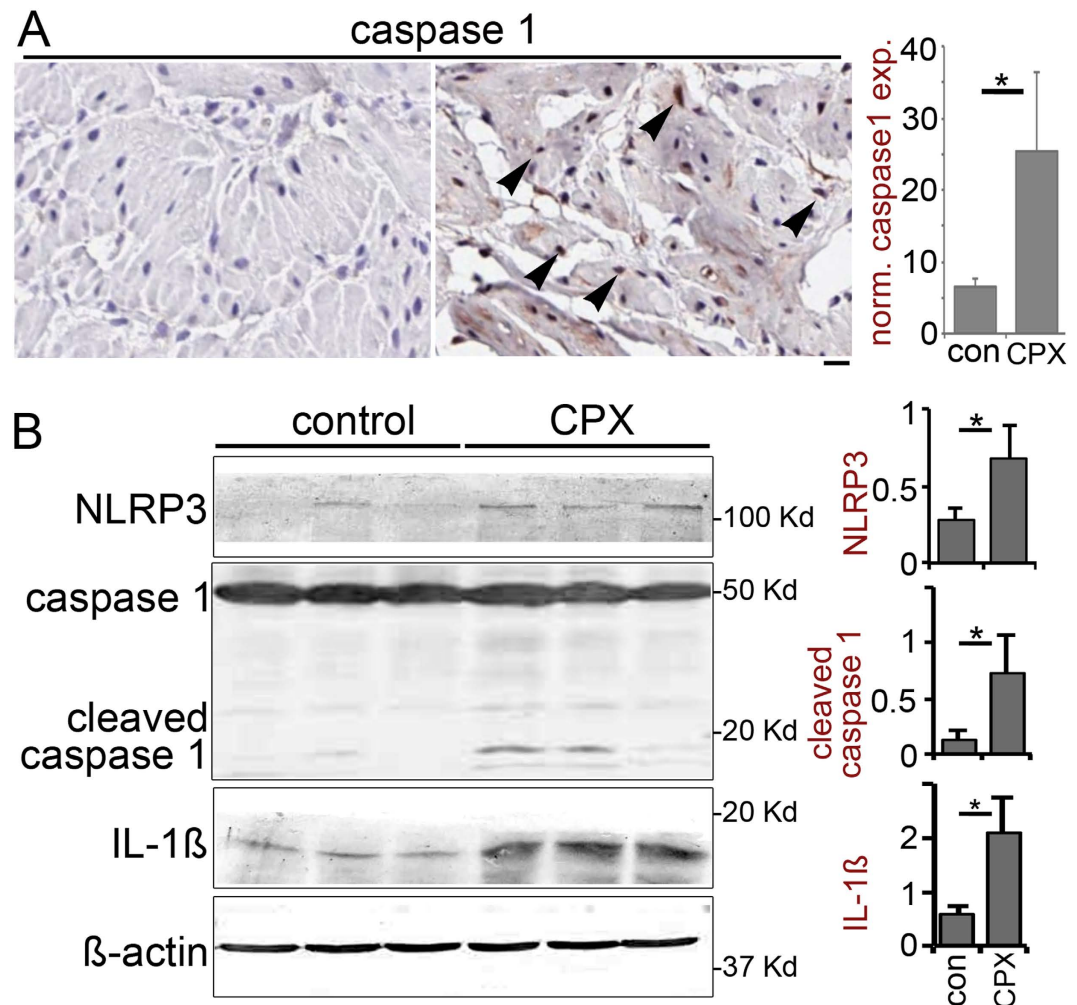 A
caspase 1
norm. caspase1 exp.
40
30
20
10
0
*
con
CPX
B
control
CPX
NLRP3
-100 Kd
caspase 1
-50 Kd
cleaved
caspase 1
-20 Kd
-20 Kd
IL-1ß
ß-actin
-37 Kd
NLRP3
1
0.5
0
*
cleaved
caspase 1
1
0.5
0
*
IL-1ß
2
1
0
*
con
CPX